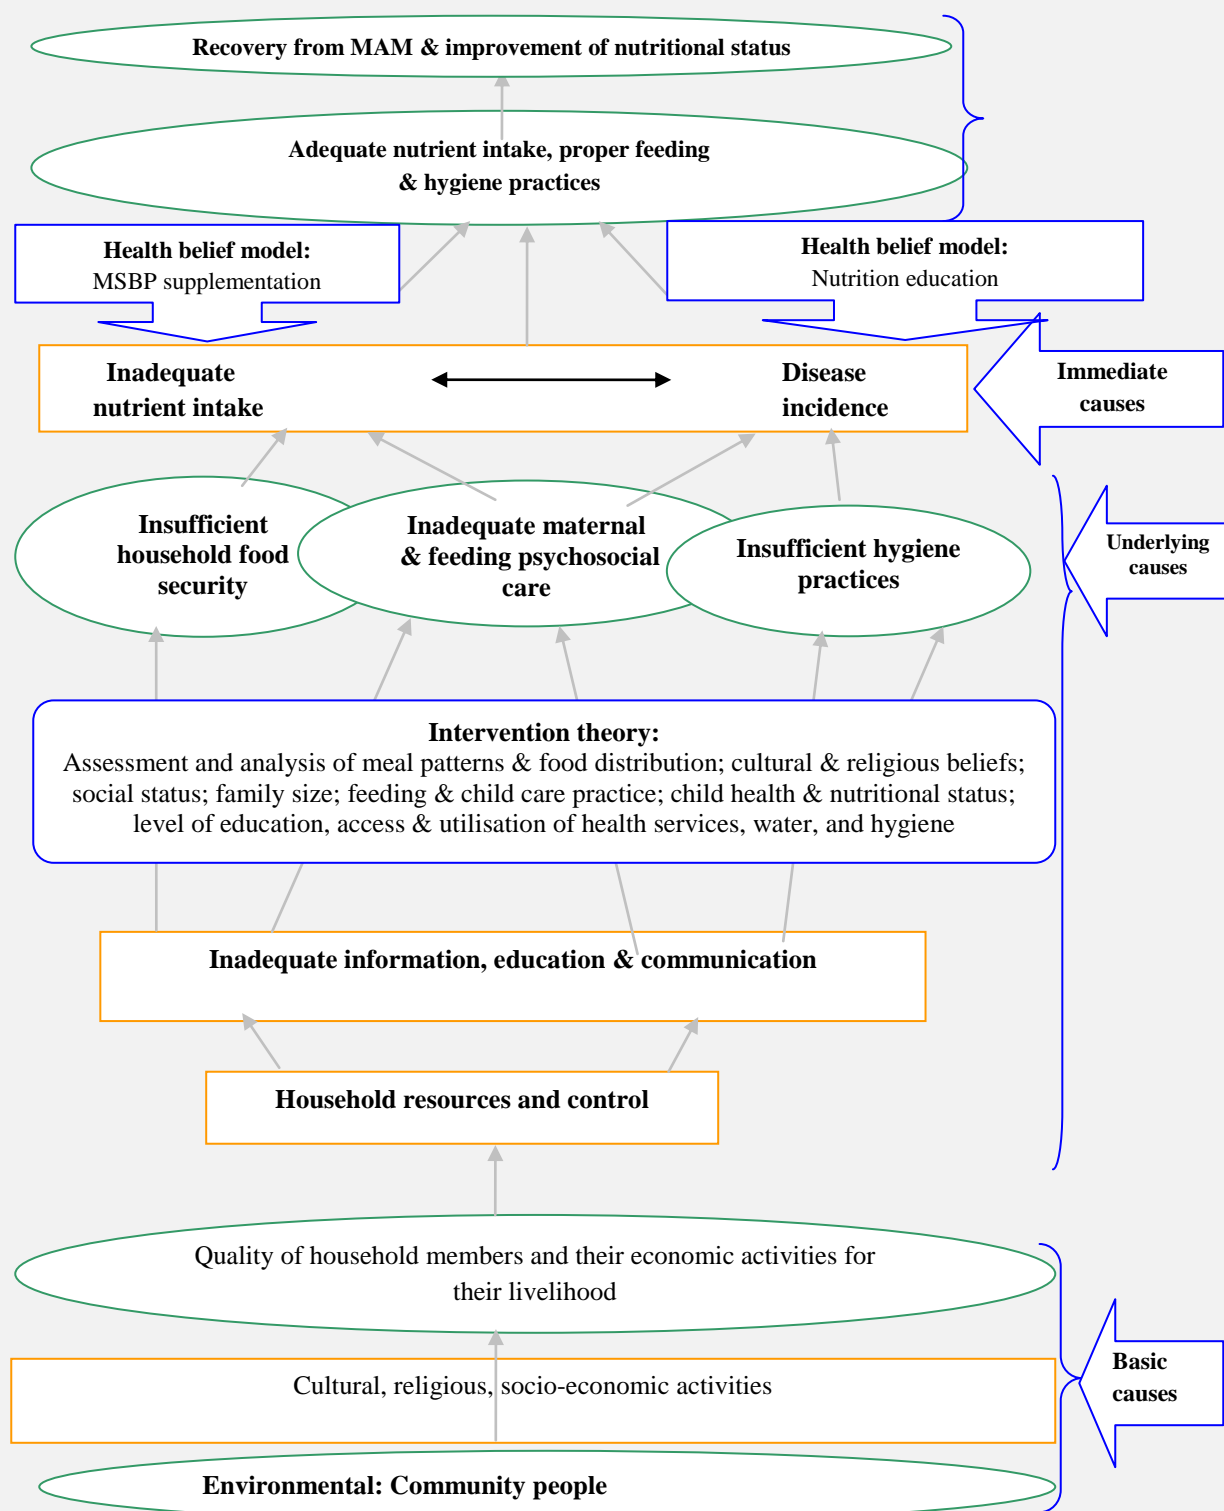 Recovery from MAM & improvement of nutritional status
Adequate nutrient intake, proper feeding
& hygiene practices
Health belief model:
MSBP supplementation
Health belief model:
Nutrition education
Inadequate
nutrient intake
Disease
incidence
Immediate
causes
Insufficient
household food
security
Inadequate maternal
& feeding psychosocial
care
Insufficient hygiene
practices
Underlying
causes
Intervention theory:
Assessment and analysis of meal patterns & food distribution; cultural & religious beliefs;
social status; family size; feeding & child care practice; child health & nutritional status;
level of education, access & utilisation of health services, water, and hygiene
Inadequate information, education & communication
Household resources and control
Quality of household members and their economic activities for
their livelihood
Cultural, religious, socio-economic activities
Basic
causes
Environmental: Community people